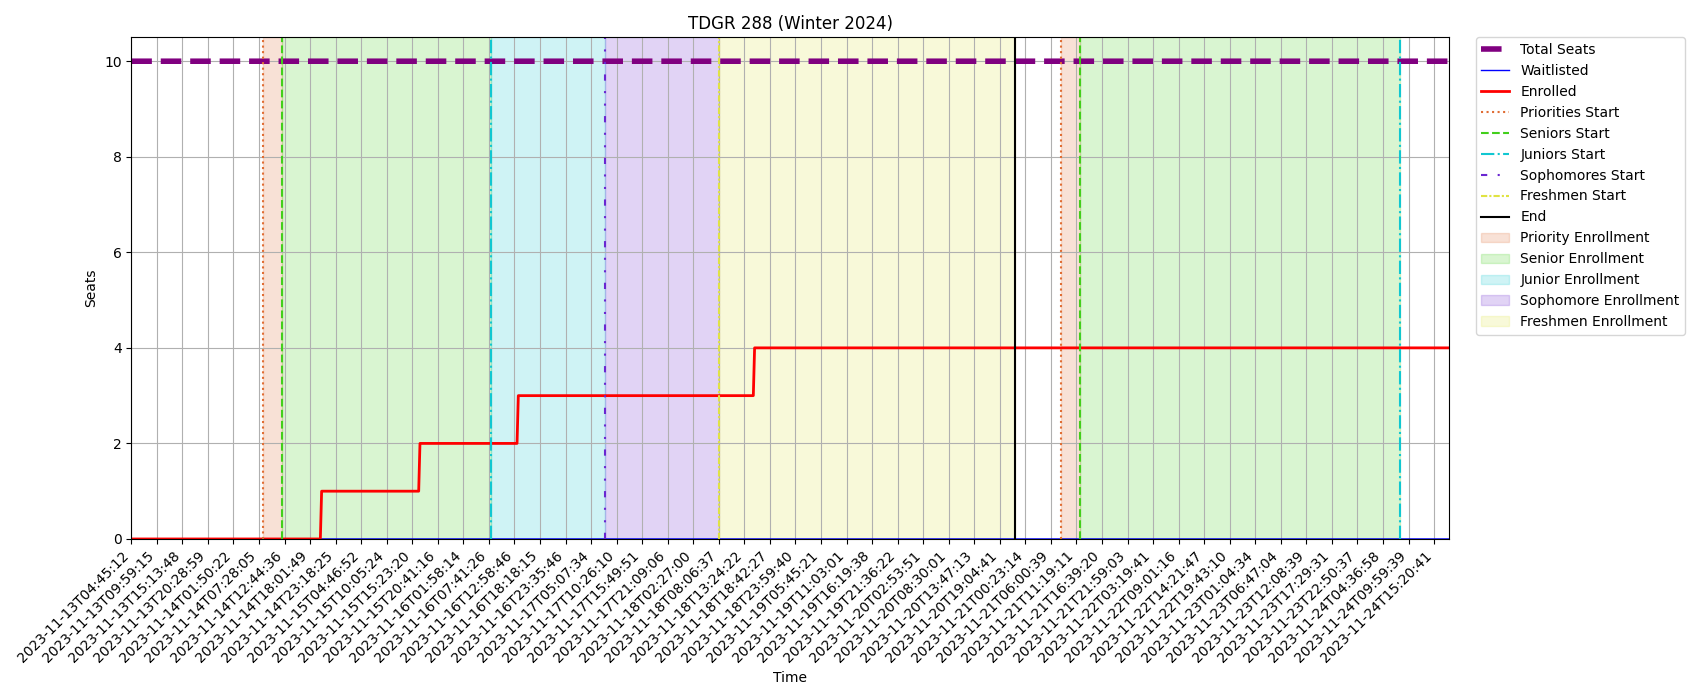 TDGR 288 (Winter 2024)
10
8
6
4
2
0
Seats
2023-11-13T04:45:12
2023-11-13T09:59:15
2023-11-13T15:13:48
2023-11-13T20:28:59
2023-11-14T01:50:22
2023-11-14T07:28:05
2023-11-14T12:44:36
2023-11-14T18:01:49
2023-11-14T23:18:25
2023-11-15T04:46:52
2023-11-15T10:05:24
2023-11-15T15:23:20
2023-11-15T20:41:16
2023-11-16T01:58:14
2023-11-16T07:41:26
2023-11-16T12:58:46
2023-11-16T18:18:15
2023-11-16T23:35:46
2023-11-17T05:07:34
2023-11-17T10:26:10
2023-11-17T15:49:51
2023-11-17T21:09:06
2023-11-18T02:27:00
2023-11-18T08:06:37
2023-11-18T13:24:22
2023-11-18T18:42:27
2023-11-18T23:59:40
2023-11-19T05:45:21
2023-11-19T11:03:01
2023-11-19T16:19:38
2023-11-19T21:36:22
2023-11-20T02:53:51
2023-11-20T08:30:01
2023-11-20T13:47:13
2023-11-20T19:04:41
2023-11-21T00:23:14
2023-11-21T06:00:39
2023-11-21T11:19:11
2023-11-21T16:39:20
2023-11-21T21:59:03
2023-11-22T03:19:41
2023-11-22T09:01:16
2023-11-22T14:21:47
2023-11-22T19:43:10
2023-11-23T01:04:34
2023-11-23T06:47:04
2023-11-23T12:08:39
2023-11-23T17:29:31
2023-11-23T22:50:37
2023-11-24T04:36:58
2023-11-24T09:59:39
2023-11-24T15:20:41
Time
Total Seats
Waitlisted
Enrolled
Priorities Start
Seniors Start
Juniors Start
Sophomores Start
Freshmen Start
End
Priority Enrollment
Senior Enrollment
Junior Enrollment
Sophomore Enrollment
Freshmen Enrollment